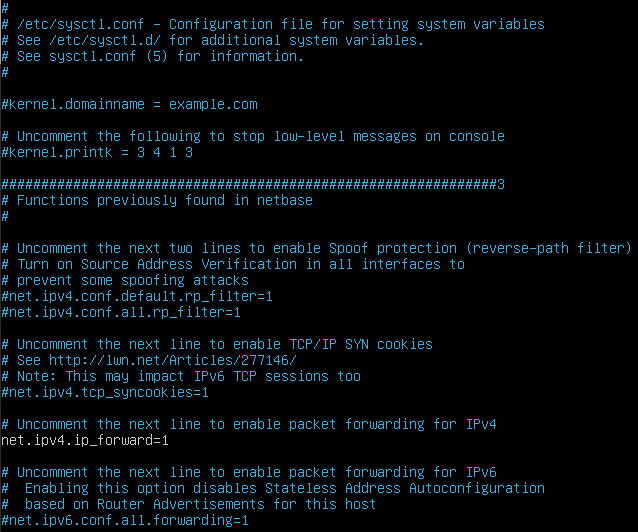 #
# /etc/sysctl.conf - Configuration file for setting system variables
# See /etc/sysctl.d/ for additional system variables.
# See sysctl.conf (5) for information.
#
#kernel.domainname = example.com
# Uncomment the following to stop low-level messages on console
#kernel.printk = 3 4 1 3
##############################################################3
# Functions previously found in netbase
#
# Uncomment the next two lines to enable Spoof protection (reverse-path filter)
# Turn on Source Address Verification in all interfaces to
# prevent some spoofing attacks
#net.ipv4.conf.default.rp_filter=1
#net.ipv4.conf.all.rp_filter=1
# Uncomment the next line to enable TCP/IP SYN cookies
# See http://lwn.net/Articles/277146/
# Note: This may impact IPv6 TCP sessions too
#net.ipv4.tcp_syncookies=1
# Uncomment the next line to enable packet forwarding for IPv4
net.ipv4.ip_forward=1
# Uncomment the next line to enable packet forwarding for IPv6
#  Enabling this option disables Stateless Address Autoconfiguration
#  based on Router Advertisements for this host
#net.ipv6.conf.all.forwarding=1